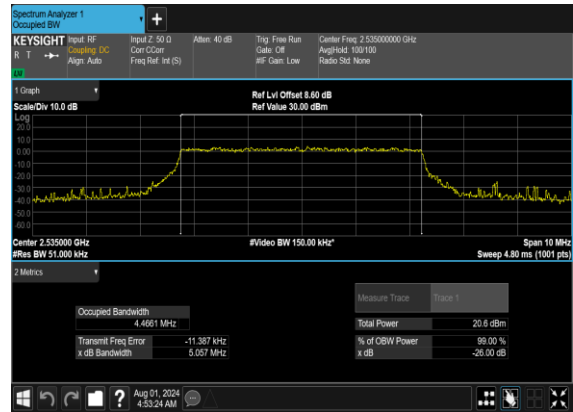 Spectrum Analyzer 1
Occupied BW
+
KEYSIGHT Input: RF Input Z: 50 Ω Atten: 40 dB Trig: Free Run Center Freq: 2.535000000 GHz
R T Coupling: DC Corr CCorr Gate: Off Avg|Hold: 100/100
Align: Auto Freq Ref: Int (S) #IF Gain: Low Radio Std: None
LW
1 Graph
Ref Lvl Offset 8.60 dB
Scale/Div 10.0 dB Ref Value 30.00 dBm
Log
20.0
10.0
0.00
-10.0
-20.0
-30.0
-40.0
-50.0
-60.0
Center 2.535000 GHz #Video BW 150.00 kHz* Span 10 MHz
#Res BW 51.000 kHz Sweep 4.80 ms (1001 pts)
2 Metrics
Measure Trace Trace 1
Occupied Bandwidth
4.4661 MHz Total Power 20.6 dBm
Transmit Freq Error -11.387 kHz % of OBW Power 99.00 %
x dB Bandwidth 5.057 MHz x dB -26.00 dB
? Aug 01, 2024
4:53:24 AM